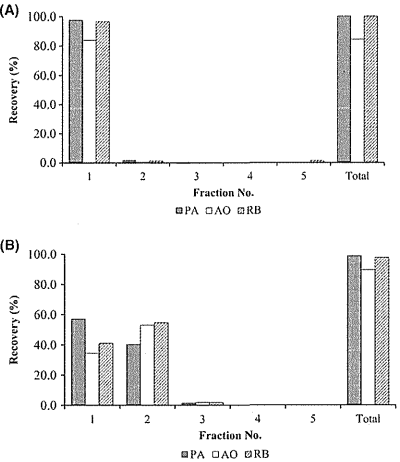 (A)
100.0
80.0
60.0
40.0
20.0
0.0
Recovery (%)
1 2 3 4 5 Total
Fraction No.
PA AO RB
(B)
100.0
80.0
60.0
40.0
20.0
0.0
Recovery (%)
1 2 3 4 5 Total
Fraction No.
PA AO RB